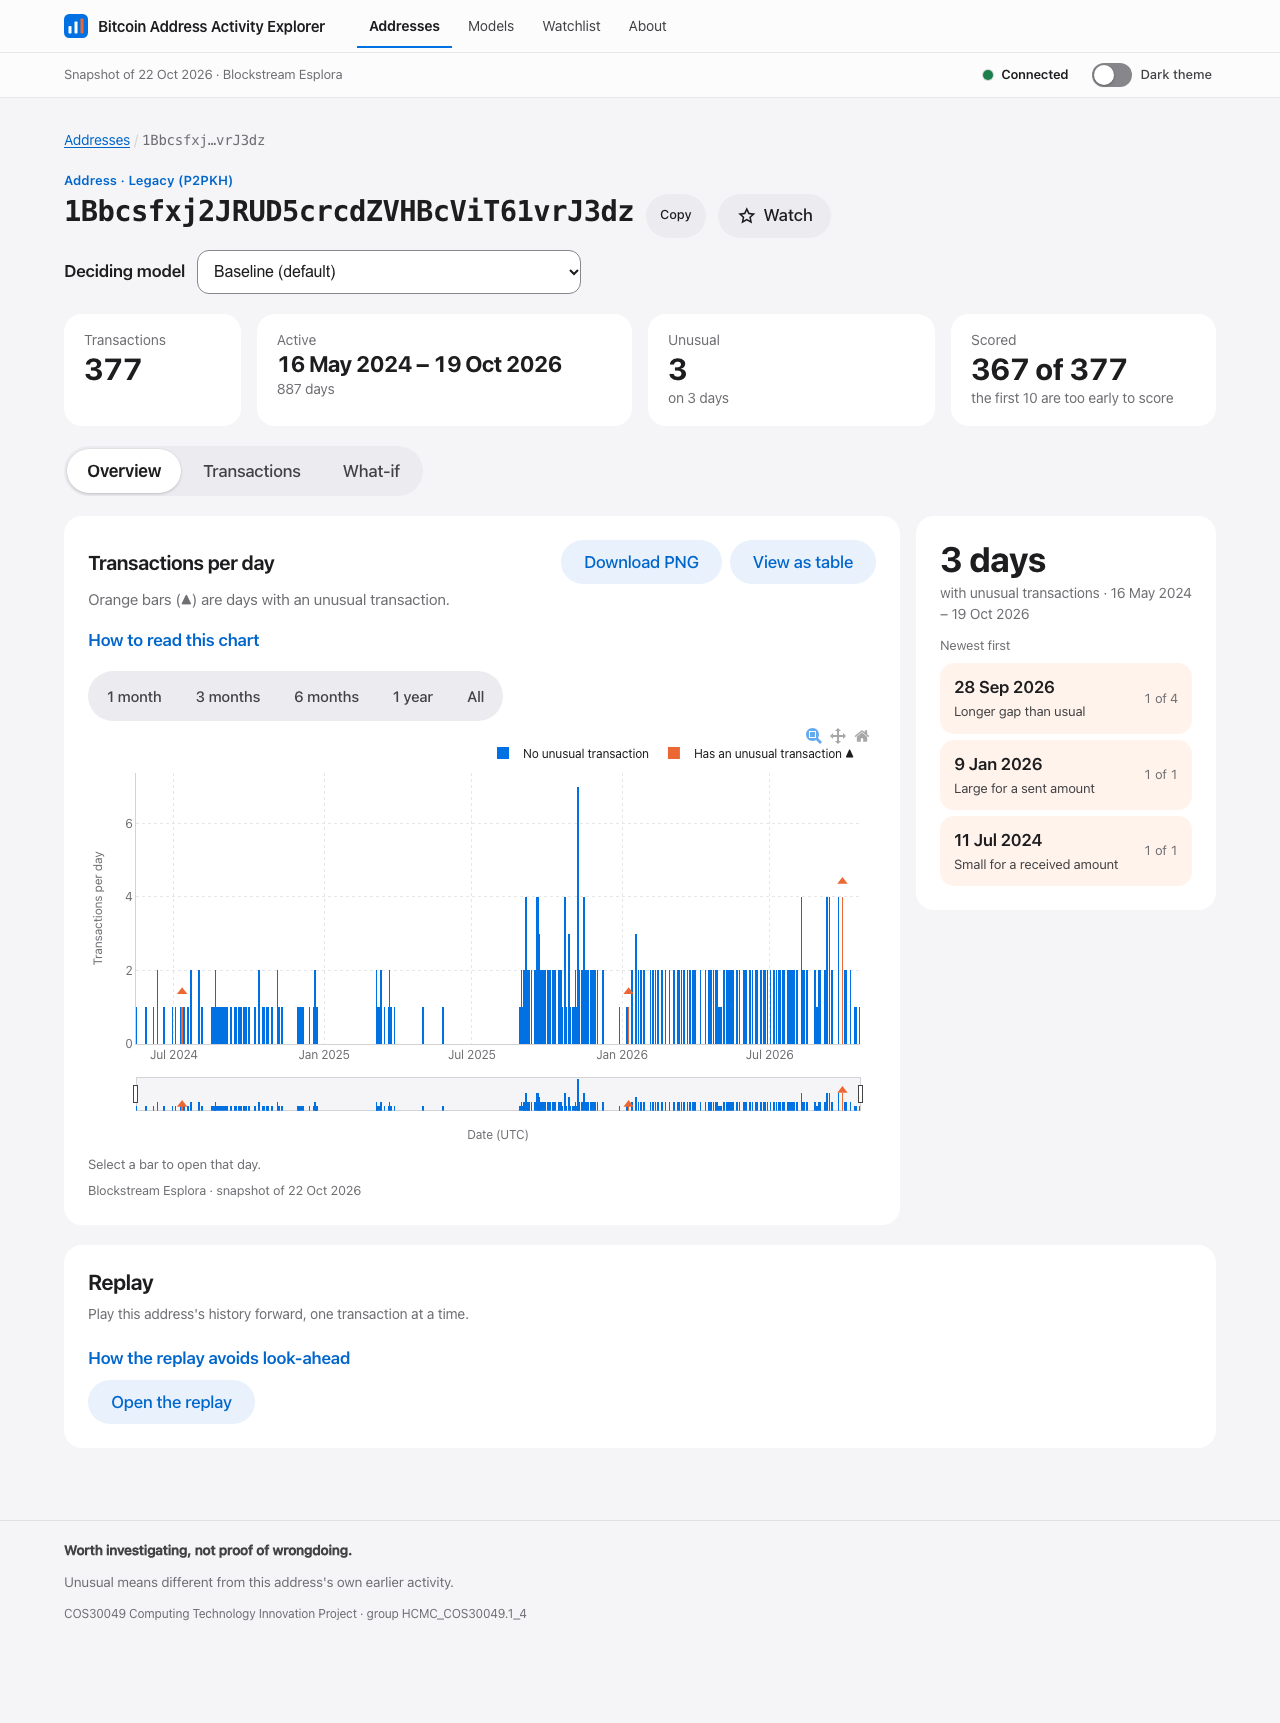 Bitcoin Address Activity Explorer
Addresses
Models
Watchlist
About
Snapshot of 22 Oct 2026 · Blockstream Esplora
Connected
Dark theme
Addresses / 1Bbcsfxj…vrJ3dz
Address · Legacy (P2PKH)
1Bbcsfxj2JRUD5crcdZVHBcViT61vrJ3dz
Copy
Watch
Deciding model
Baseline (default)
Transactions
377
Active
16 May 2024 – 19 Oct 2026
887 days
Unusual
3
on 3 days
Scored
367 of 377
the first 10 are too early to score
Overview
Transactions
What-if
Transactions per day
Download PNG
View as table
Orange bars (▲) are days with an unusual transaction.
How to read this chart
1 month
3 months
6 months
1 year
All
No unusual transaction
Has an unusual transaction ▲
Transactions per day
6
4
2
0
Jul 2024
Jan 2025
Jul 2025
Jan 2026
Jul 2026
Date (UTC)
Select a bar to open that day.
Blockstream Esplora · snapshot of 22 Oct 2026
3 days
with unusual transactions · 16 May 2024
– 19 Oct 2026
Newest first
28 Sep 2026
Longer gap than usual
1 of 4
9 Jan 2026
Large for a sent amount
1 of 1
11 Jul 2024
Small for a received amount
1 of 1
Replay
Play this address's history forward, one transaction at a time.
How the replay avoids look-ahead
Open the replay
Worth investigating, not proof of wrongdoing.
Unusual means different from this address's own earlier activity.
COS30049 Computing Technology Innovation Project · group HCMC_COS30049.1_4